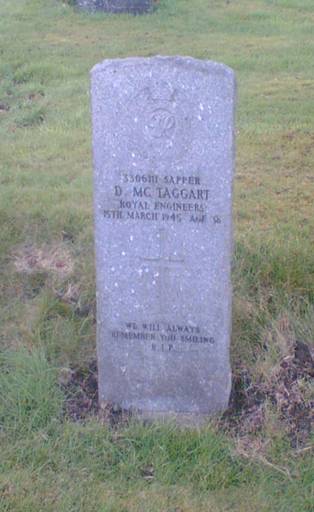 SAPPER
D. MC TAGGART
ROYAL ENGINEERS
15TH MARCH 1945 AGE
WE WILL ALWAYS
REMEMBER YOU SMILING
R.I.P.